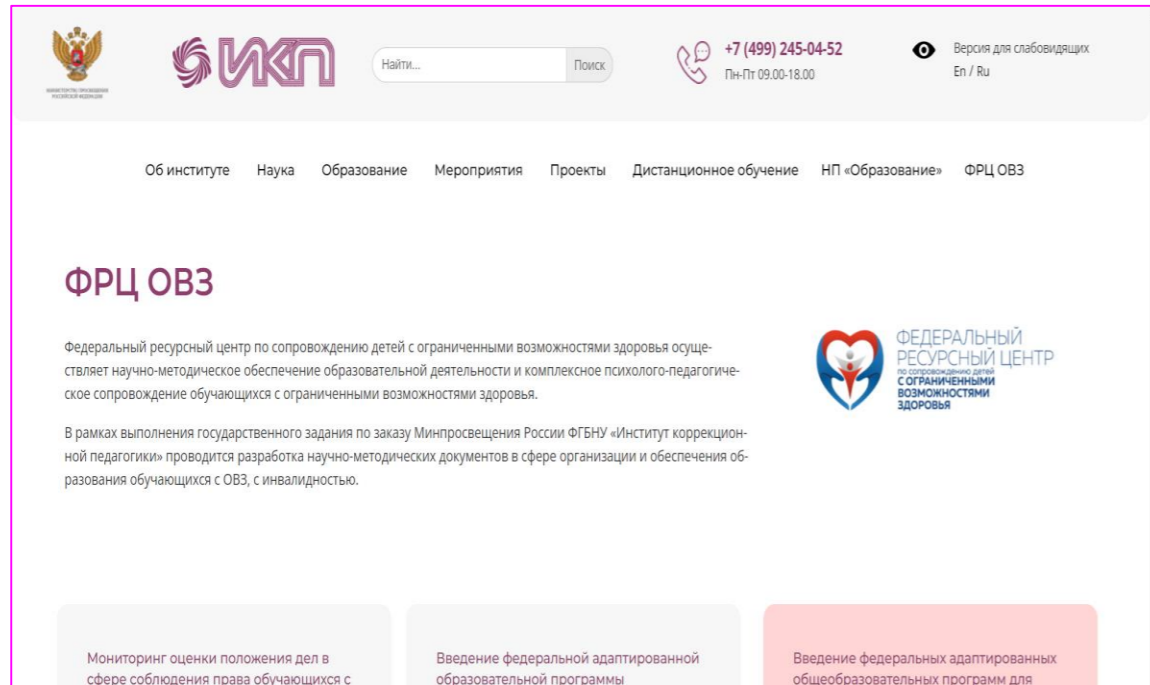 МИНИСТЕРСТВО ПРОСВЕЩЕНИЯ
РОССИЙСКОЙ ФЕДЕРАЦИИ
ИКП
Найти...
Поиск
+7 (499) 245-04-52
Пн-Пт 09.00-18.00
Версия для слабовидящих
En / Ru
Об институте Наука Образование Мероприятия Проекты Дистанционное обучение НП «Образование» ФРЦ ОВЗ
ФРЦ ОВЗ
Федеральный ресурсный центр по сопровождению детей с ограниченными возможностями здоровья осуще-
ствляет научно-методическое обеспечение образовательной деятельности и комплексное психолого-педагогиче-
ское сопровождение обучающихся с ограниченными возможностями здоровья.
В рамках выполнения государственного задания по заказу Минпросвещения России ФГБНУ «Институт коррекцион-
ной педагогики» проводится разработка научно-методических документов в сфере организации и обеспечения об-
разования обучающихся с ОВЗ, с инвалидностью.
ФЕДЕРАЛЬНЫЙ
РЕСУРСНЫЙ ЦЕНТР
по сопровождению детей
С ОГРАНИЧЕННЫМИ
ВОЗМОЖНОСТЯМИ
ЗДОРОВЬЯ
Мониторинг оценки положения дел в
сфере соблюдения права обучающихся с
Введение федеральной адаптированной
образовательной программы
Введение федеральных адаптированных
общеобразовательных программ для